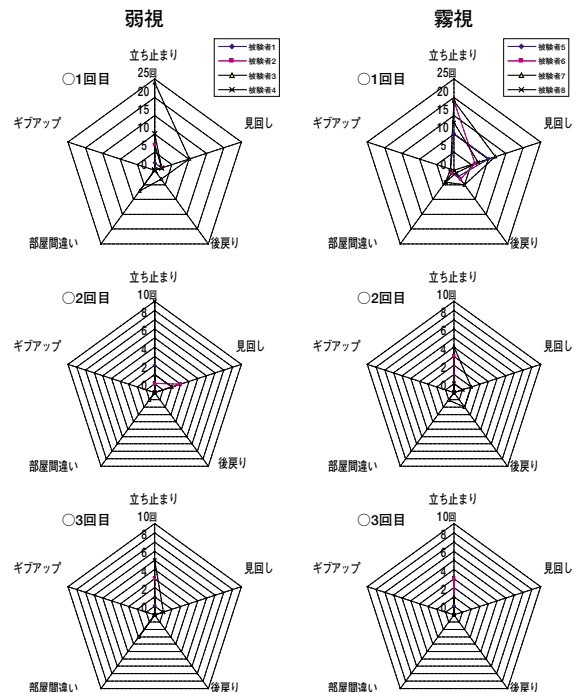 弱視
霧視
立ち止まり
25回
20
15
10
5
0
○1回目
ギブアップ
見回し
部屋間違い
後戻り
被験者1
被験者2
被験者3
被験者4
立ち止まり
25回
20
15
10
5
0
○1回目
ギブアップ
見回し
部屋間違い
後戻り
被験者5
被験者6
被験者7
被験者8
立ち止まり
10回
8
6
4
2
0
○2回目
ギブアップ
見回し
部屋間違い
後戻り
立ち止まり
10回
8
6
4
2
0
○2回目
ギブアップ
見回し
部屋間違い
後戻り
立ち止まり
10回
8
6
4
2
0
○3回目
ギブアップ
見回し
部屋間違い
後戻り
立ち止まり
10回
8
6
4
2
0
○3回目
ギブアップ
見回し
部屋間違い
後戻り